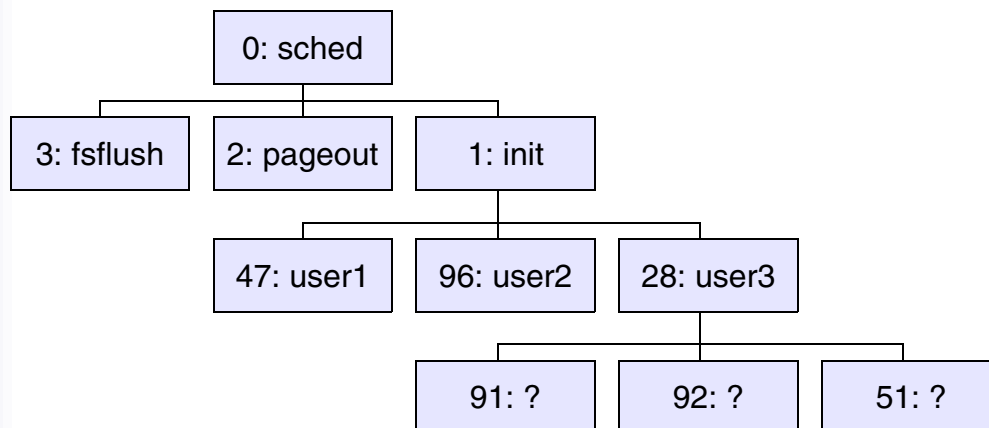 0: sched
3: fsflush
2: pageout
1: init
47: user1
96: user2
28: user3
91: ?
92: ?
51: ?